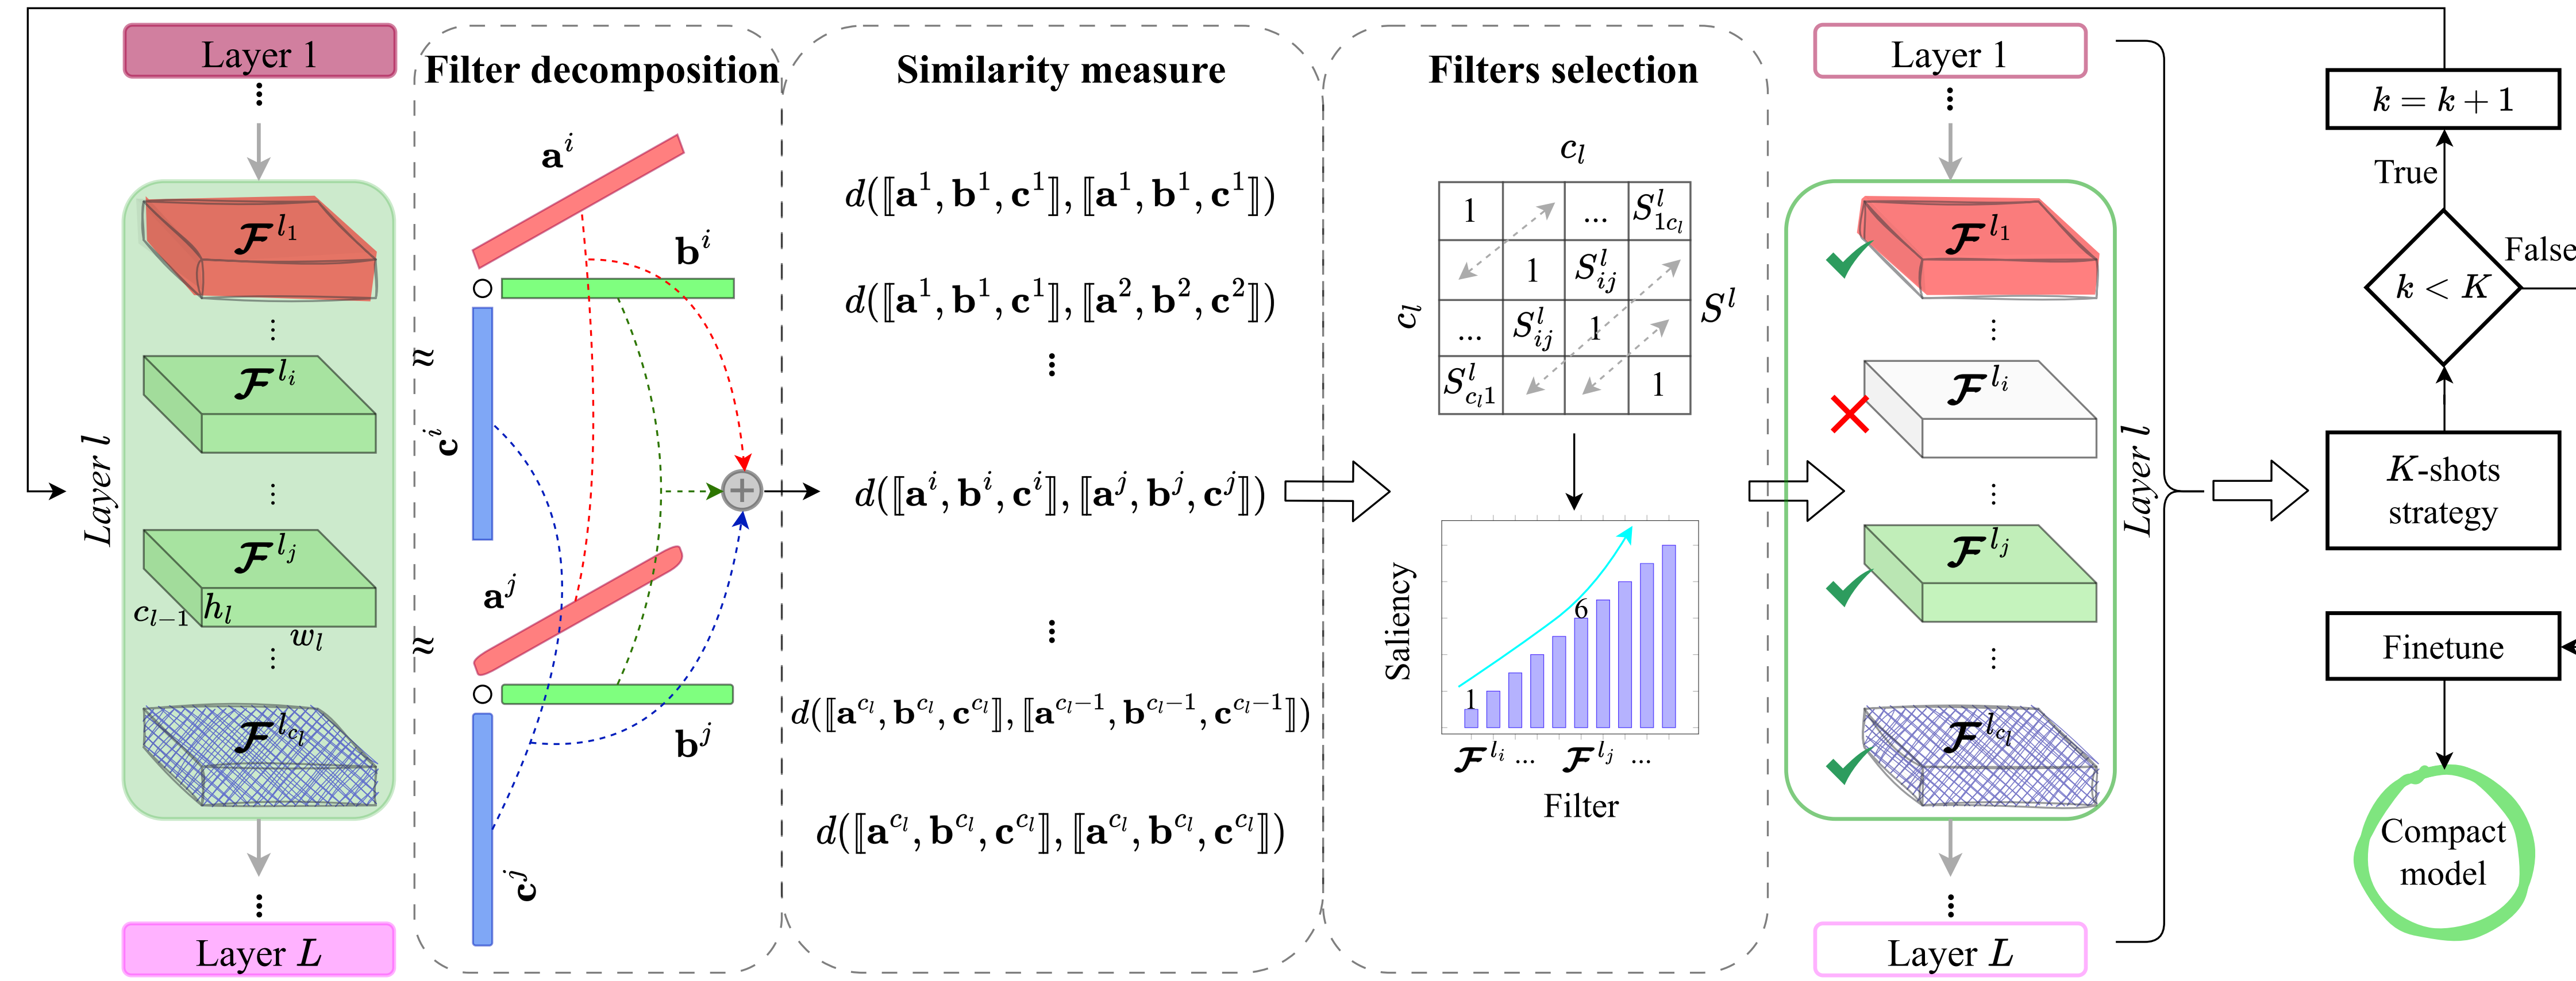 Layer 1
⋮
𝓕^{l_1}
⋮
𝓕^{l_i}
⋮
𝓕^{l_j}
c_{l-1} h_l
w_l
⋮
𝓕^{l_{c_l}}
Layer l
⋮
Layer L
Filter decomposition
a^i
b^i
≈
c^i
+
a^j
≈
b^j
c^j
Similarity measure
d(⟦a^1, b^1, c^1⟧, ⟦a^1, b^1, c^1⟧)
d(⟦a^1, b^1, c^1⟧, ⟦a^2, b^2, c^2⟧)
⋮
d(⟦a^i, b^i, c^i⟧, ⟦a^j, b^j, c^j⟧)
⋮
d(⟦a^{c_l}, b^{c_l}, c^{c_l}⟧, ⟦a^{c_l-1}, b^{c_l-1}, c^{c_l-1}⟧)
d(⟦a^{c_l}, b^{c_l}, c^{c_l}⟧, ⟦a^{c_l}, b^{c_l}, c^{c_l}⟧)
Filters selection
c_l
1 ... S^l_{1c_l}
1 S^l_{ij}
... S^l_{ij} 1
S^l_{c_l1} 1
c_l
S^l
6
1
Saliency
𝓕^{l_i} ... 𝓕^{l_j} ...
Filter
Layer 1
⋮
𝓕^{l_1}
⋮
𝓕^{l_i}
⋮
𝓕^{l_j}
⋮
𝓕^{l_{c_l}}
Layer l
⋮
Layer L
k = k + 1
True
k < K
False
K-shots
strategy
Finetune
Compact
model